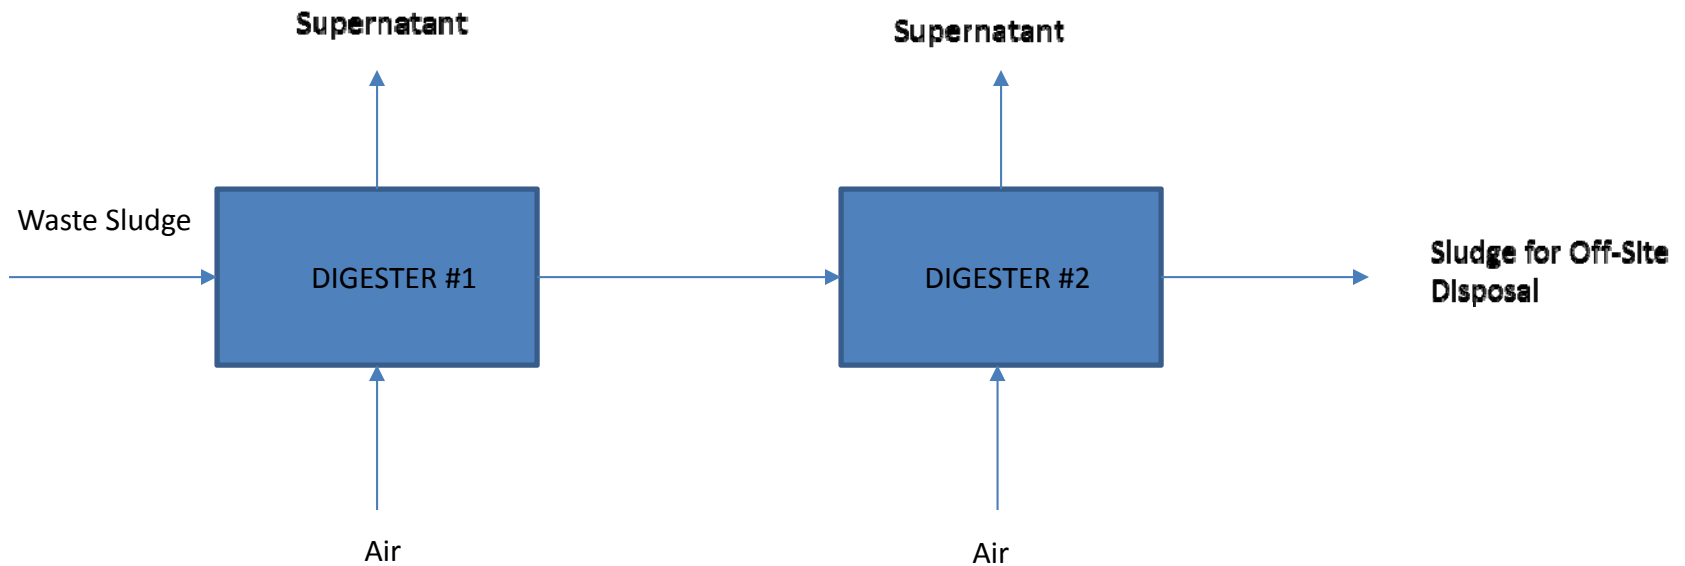 Supernatant
Supernatant
Waste Sludge
DIGESTER #1
DIGESTER #2
Sludge for Off-Site
Disposal
Air
Air